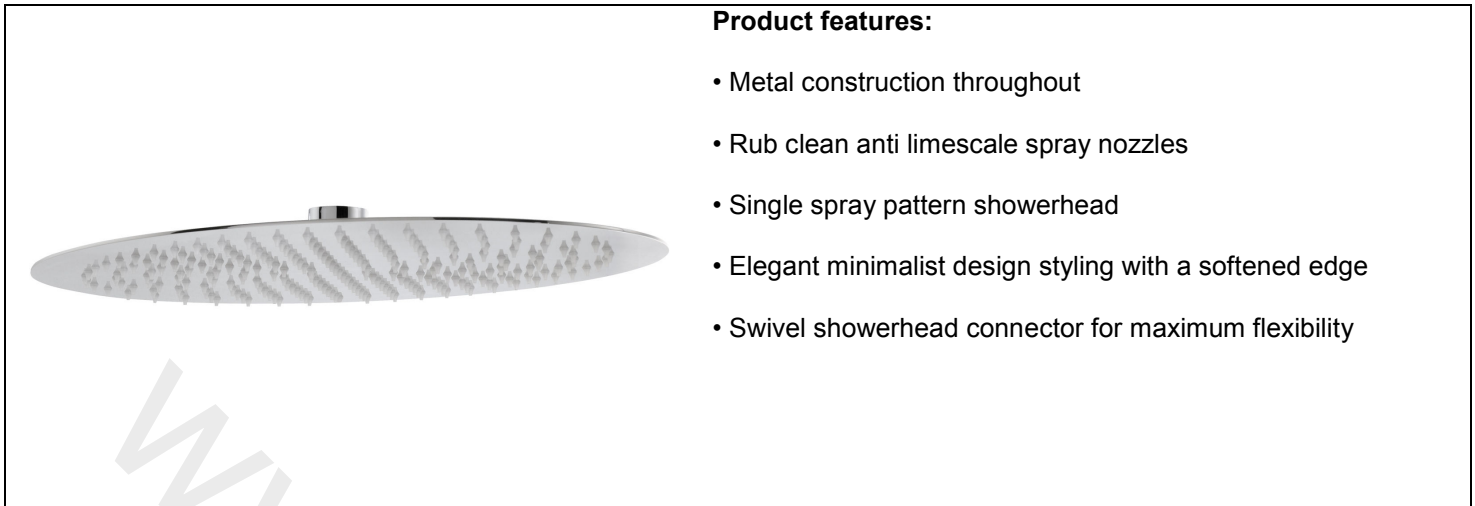 Product features:
• Metal construction throughout
• Rub clean anti limescale spray nozzles
• Single spray pattern showerhead
• Elegant minimalist design styling with a softened edge
• Swivel showerhead connector for maximum flexibility